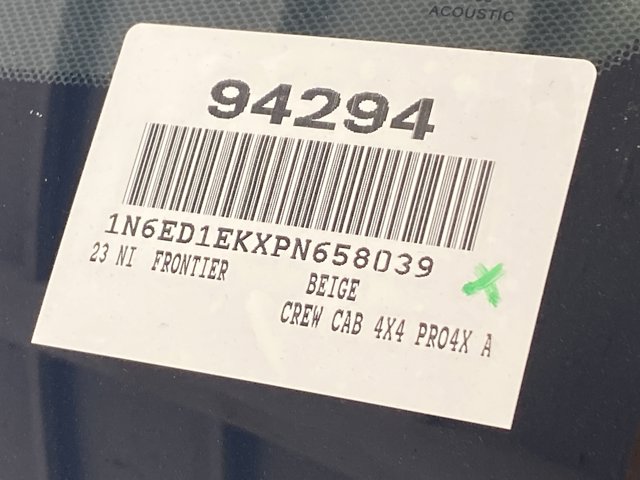 ACOUSTIC
94294
1N6ED1EKXPN658039
23 NI FRONTIER BEIGE
CREW CAB 4X4 PRO4X A